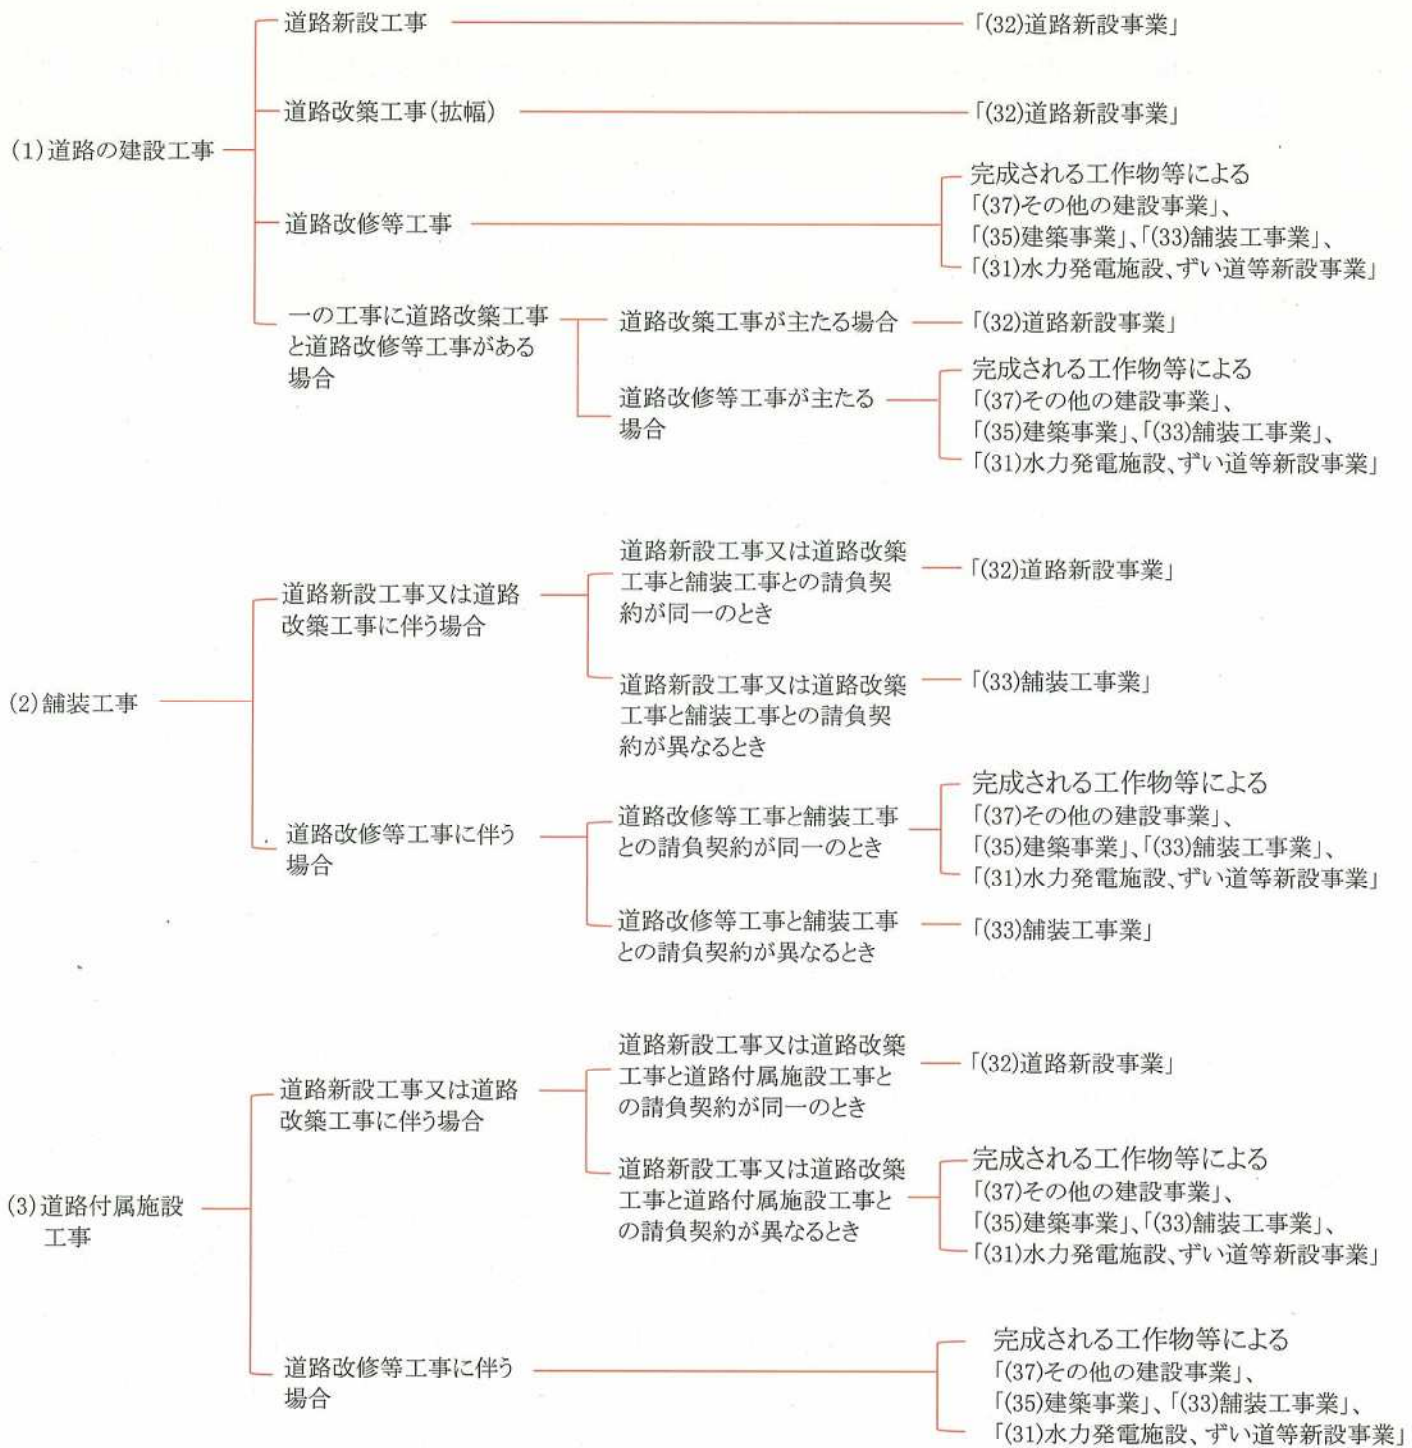 (1)道路の建設工事
道路新設工事
「(32)道路新設事業」
道路改築工事(拡幅)
「(32)道路新設事業」
道路改修等工事
完成される工作物等による
「(37)その他の建設事業」、
「(35)建築事業」、「(33)舗装工事業」、
「(31)水力発電施設、ずい道等新設事業」
一の工事に道路改築工事
と道路改修等工事がある
場合
道路改築工事が主たる場合
「(32)道路新設事業」
道路改修等工事が主たる
場合
完成される工作物等による
「(37)その他の建設事業」、
「(35)建築事業」、「(33)舗装工事業」、
「(31)水力発電施設、ずい道等新設事業」
(2)舗装工事
道路新設工事又は道路
改築工事に伴う場合
道路新設工事又は道路改築
工事と舗装工事との請負契
約が同一のとき
「(32)道路新設事業」
道路新設工事又は道路改築
工事と舗装工事との請負契
約が異なるとき
「(33)舗装工事業」
道路改修等工事に伴う
場合
道路改修等工事と舗装工事
との請負契約が同一のとき
完成される工作物等による
「(37)その他の建設事業」、
「(35)建築事業」、「(33)舗装工事業」、
「(31)水力発電施設、ずい道等新設事業」
道路改修等工事と舗装工事
との請負契約が異なるとき
「(33)舗装工事業」
(3)道路付属施設
工事
道路新設工事又は道路
改築工事に伴う場合
道路新設工事又は道路改築
工事と道路付属施設工事と
の請負契約が同一のとき
「(32)道路新設事業」
道路新設工事又は道路改築
工事と道路付属施設工事と
の請負契約が異なるとき
完成される工作物等による
「(37)その他の建設事業」、
「(35)建築事業」、「(33)舗装工事業」、
「(31)水力発電施設、ずい道等新設事業」
道路改修等工事に伴う
場合
完成される工作物等による
「(37)その他の建設事業」、
「(35)建築事業」、「(33)舗装工事業」、
「(31)水力発電施設、ずい道等新設事業」